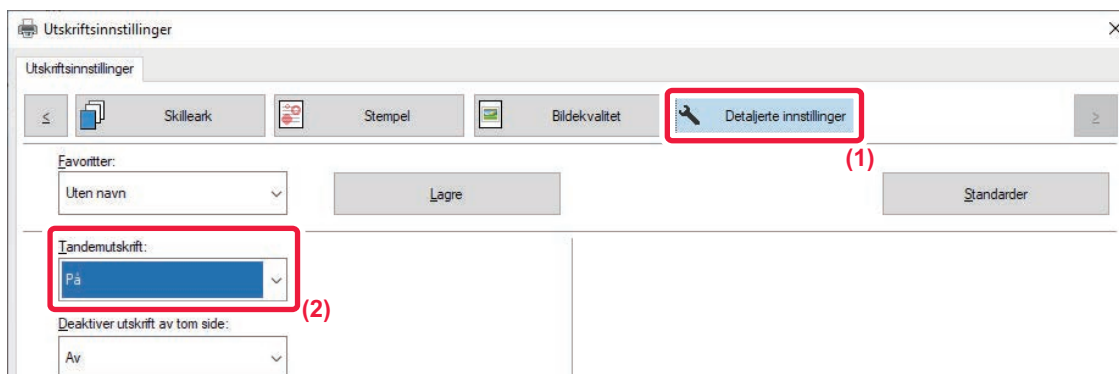 Utskriftsinnstillinger
Utskriftsinnstillinger
< Skilleark Stempel Bildekvalitet Detaljerte innstillinger >
(1)
Favoritter:
Uten navn Lagre Standarder
Tandemutskrift:
På
(2)
Deaktiver utskrift av tom side:
Av